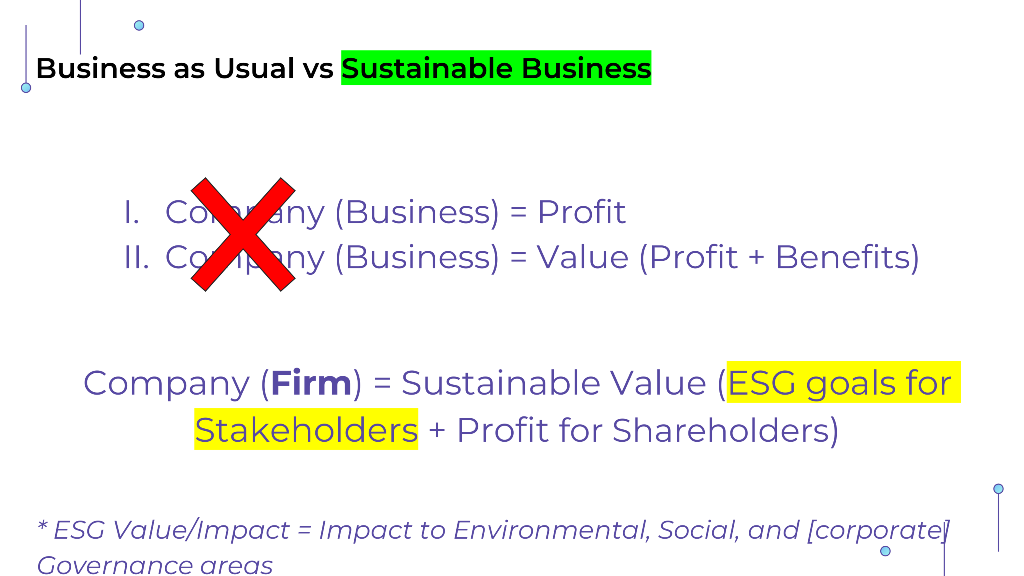 Business as Usual vs Sustainable Business
I. Company (Business) = Profit
II. Company (Business) = Value (Profit + Benefits)
Company (Firm) = Sustainable Value (ESG goals for
Stakeholders + Profit for Shareholders)
* ESG Value/Impact = Impact to Environmental, Social, and [corporate]
Governance areas